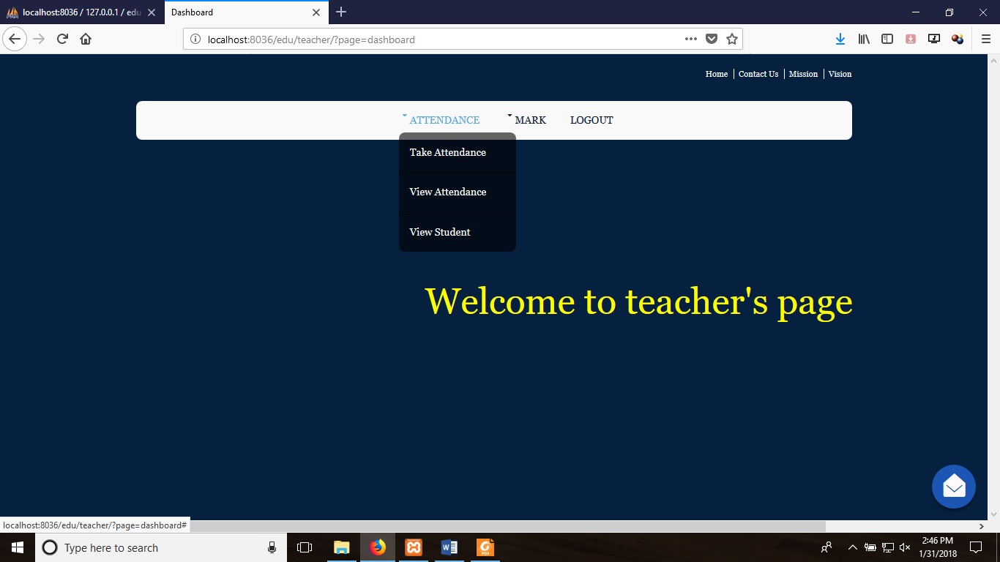 localhost:8036 / 127.0.0.1 / edu
Dashboard
localhost:8036/edu/teacher/?page=dashboard
Home
Contact Us
Mission
Vision
ATTENDANCE
MARK
LOGOUT
Take Attendance
View Attendance
View Student
Welcome to teacher's page
localhost:8036/edu/teacher/?page=dashboard#
Type here to search
W
PDF
2:46 PM
1/31/2018